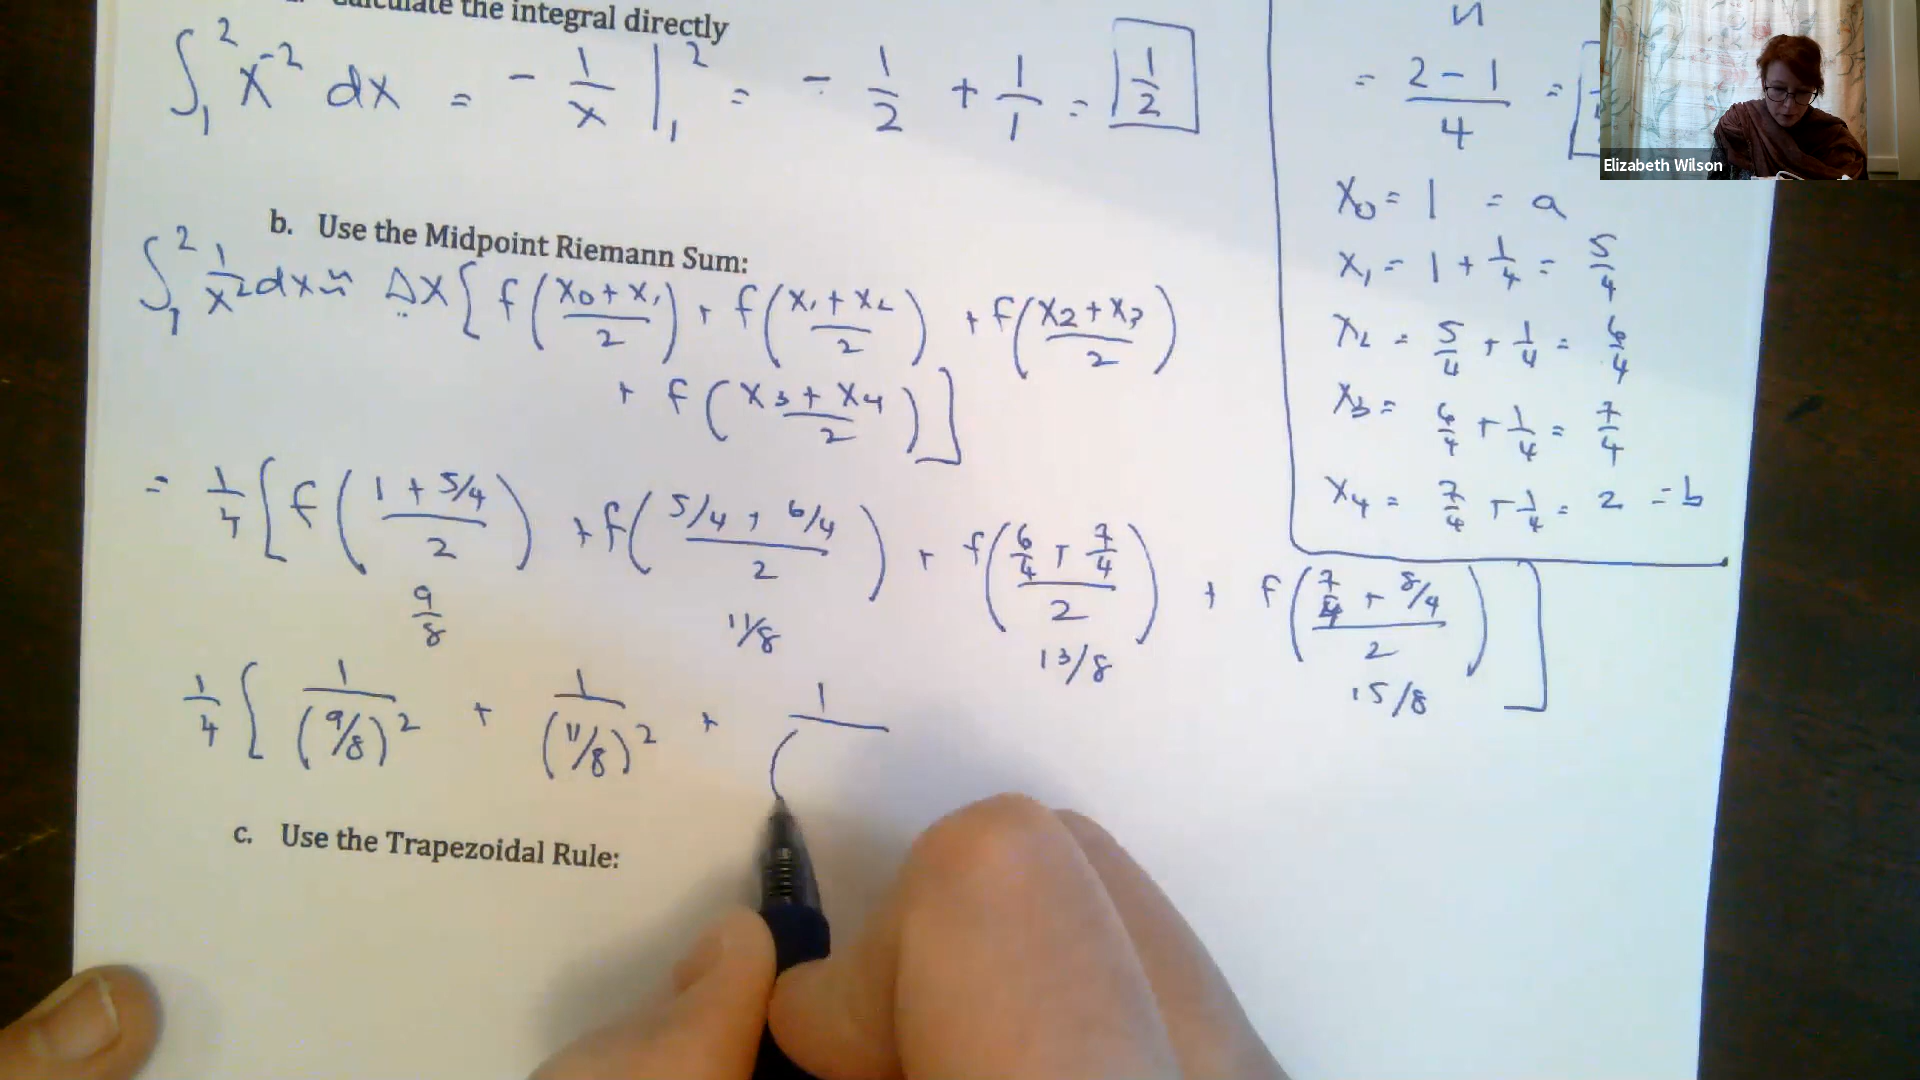 the integral directly
∫₁² x⁻² dx = - 1/x |₁² = - 1/2 + 1/1 = 1/2
b. Use the Midpoint Riemann Sum:
∫₁² 1/x² dx ≈ Δx [ f( (x₀ + x₁)/2 ) + f( (x₁ + x₂)/2 ) + f( (x₂ + x₃)/2 )
+ f( (x₃ + x₄)/2 ) ]
= 1/4 [ f( (1 + 5/4)/2 ) + f( (5/4 + 6/4)/2 ) + f( (6/4 + 7/4)/2 ) + f( (7/4 + 8/4)/2 ) ]
9/8 11/8 13/8 15/8
1/4 [ 1/(9/8)² + 1/(11/8)² + 1/(
c. Use the Trapezoidal Rule:
n
= (2 - 1)/4 =
x₀ = 1 = a
x₁ = 1 + 1/4 = 5/4
x₂ = 5/4 + 1/4 = 6/4
x₃ = 6/4 + 1/4 = 7/4
x₄ = 7/4 + 1/4 = 2 = b
Elizabeth Wilson